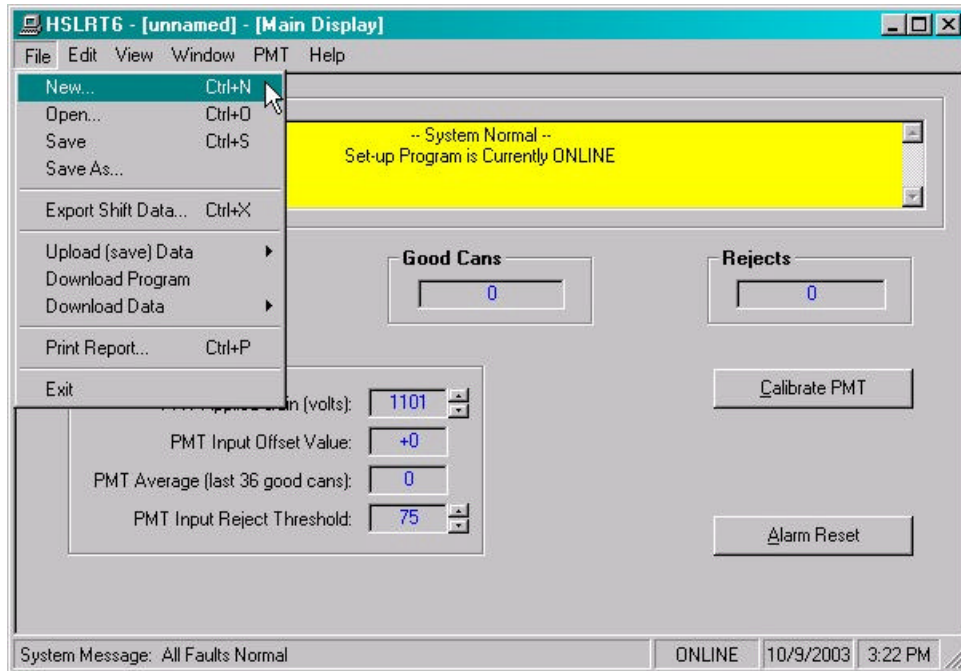 HSLRT6 - [unnamed] - [Main Display]
File Edit View Window PMT Help
New... Ctrl+N
Open... Ctrl+O
Save Ctrl+S
Save As...
Export Shift Data... Ctrl+X
Upload (save) Data
Download Program
Download Data
Print Report... Ctrl+P
Exit
-- System Normal --
Set-up Program is Currently ONLINE
Good Cans
0
Rejects
0
(volts): 1101
PMT Input Offset Value: +0
PMT Average (last 36 good cans): 0
PMT Input Reject Threshold: 75
Calibrate PMT
Alarm Reset
System Message: All Faults Normal ONLINE 10/9/2003 3:22 PM